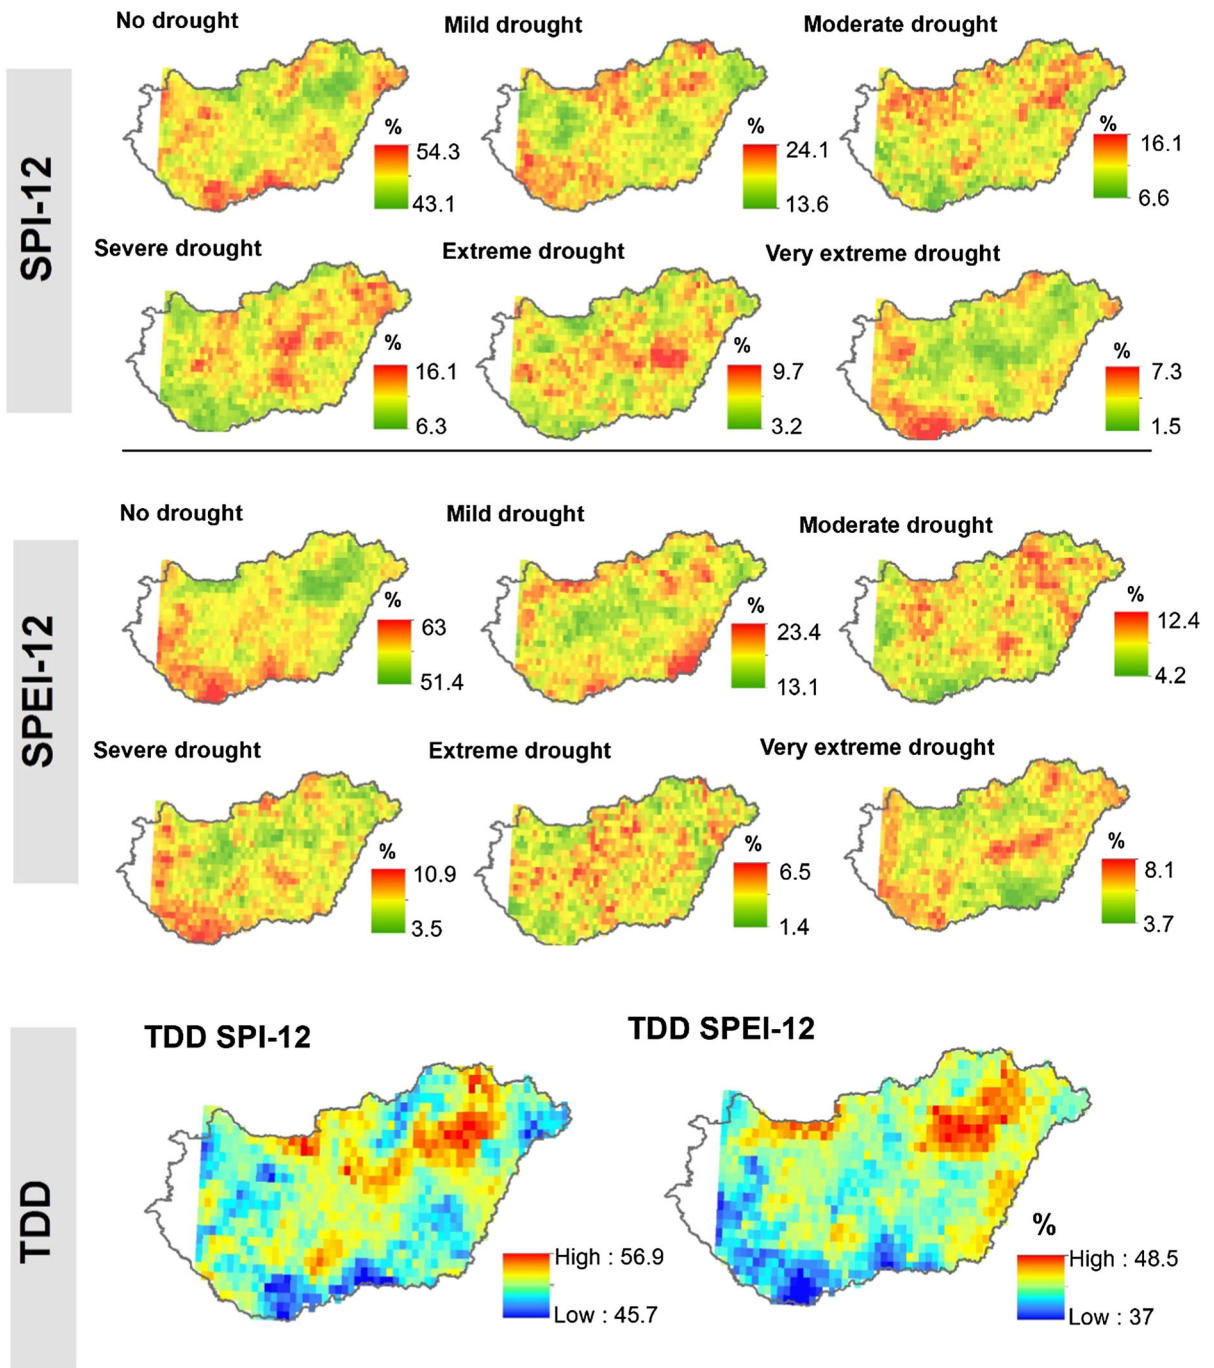 SPI-12
No drought
%
54.3
43.1
Mild drought
%
24.1
13.6
Moderate drought
%
16.1
6.6
Severe drought
%
16.1
6.3
Extreme drought
%
9.7
3.2
Very extreme drought
%
7.3
1.5
SPEI-12
No drought
%
63
51.4
Mild drought
%
23.4
13.1
Moderate drought
%
12.4
4.2
Severe drought
%
10.9
3.5
Extreme drought
%
6.5
1.4
Very extreme drought
%
8.1
3.7
TDD
TDD SPI-12
High : 56.9
Low : 45.7
TDD SPEI-12
%
High : 48.5
Low : 37